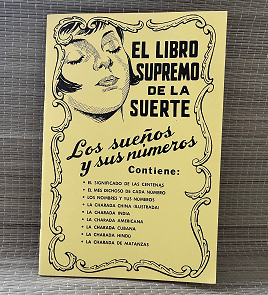 EL LIBRO
SUPREMO
DE LA
SUERTE
Los sueños
y sus números
Contiene:
• EL SIGNIFICADO DE LAS CENTENAS
• EL MES DICHOSO DE CADA NUMERO
• LOS NOMBRES Y SUS NUMEROS
• LA CHARADA CHINA (ILUSTRADA)
• LA CHARADA INDIA
• LA CHARADA AMERICANA
• LA CHARADA CUBANA
• LA CHARADA HINDU
• LA CHARADA DE MATANZAS